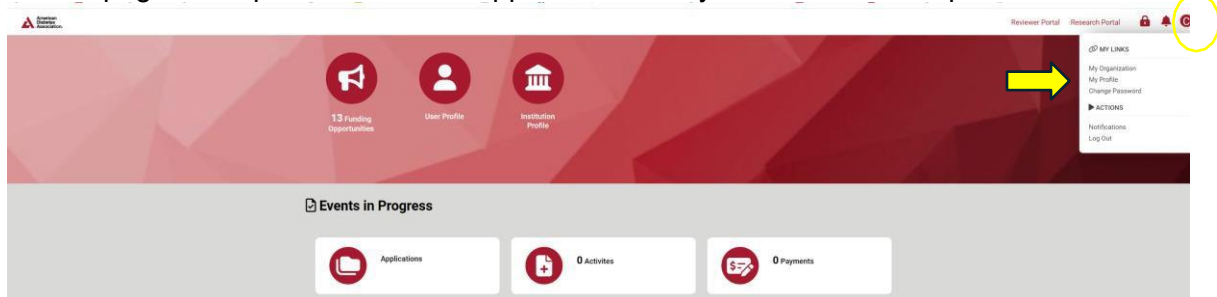 American
Diabetes
Association.
Reviewer Portal Research Portal
C
MY LINKS
My Organization
My Profile
Change Password
ACTIONS
Notifications
Log Out
13 Funding
Opportunities
User Profile
Institution
Profile
Events in Progress
Applications
0 Activites
0 Payments